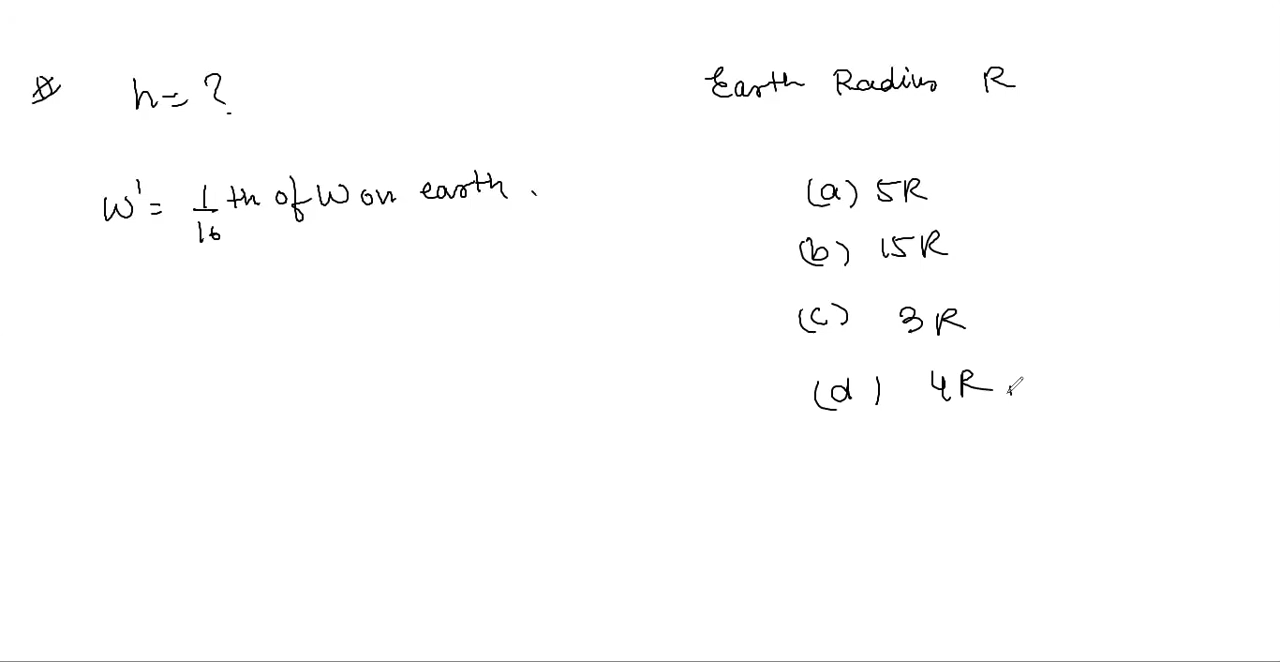 ☆ h = ?
Earth Radius R
w' = 1/16 th of W on earth.
(a) 5R
(b) 15R
(c) 3R
(d) 4R